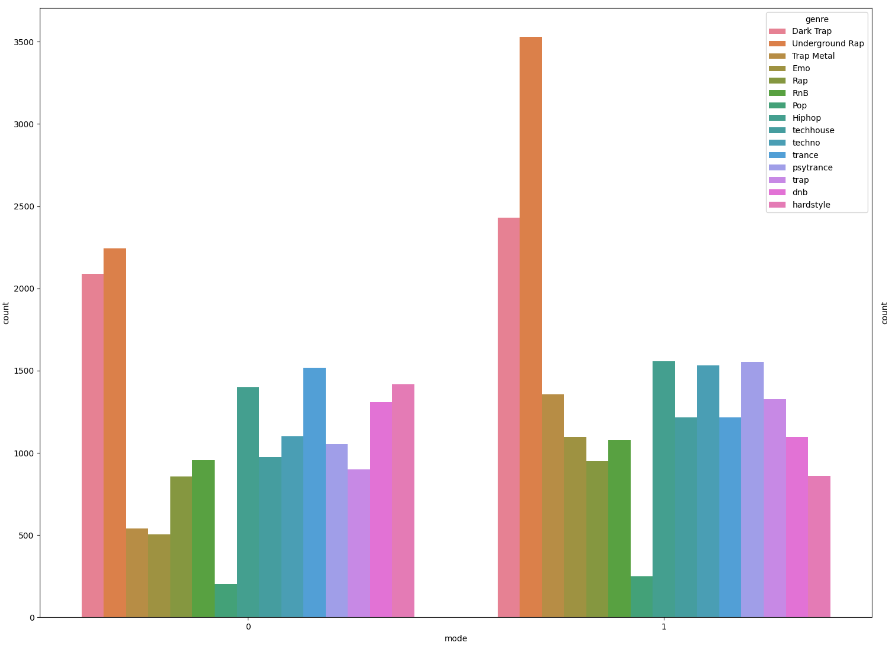 genre
Dark Trap
Underground Rap
Trap Metal
Emo
Rap
RnB
Pop
Hiphop
techhouse
techno
trance
psytrance
trap
dnb
hardstyle
3500
3000
2500
2000
1500
1000
500
0
count
count
0
1
mode